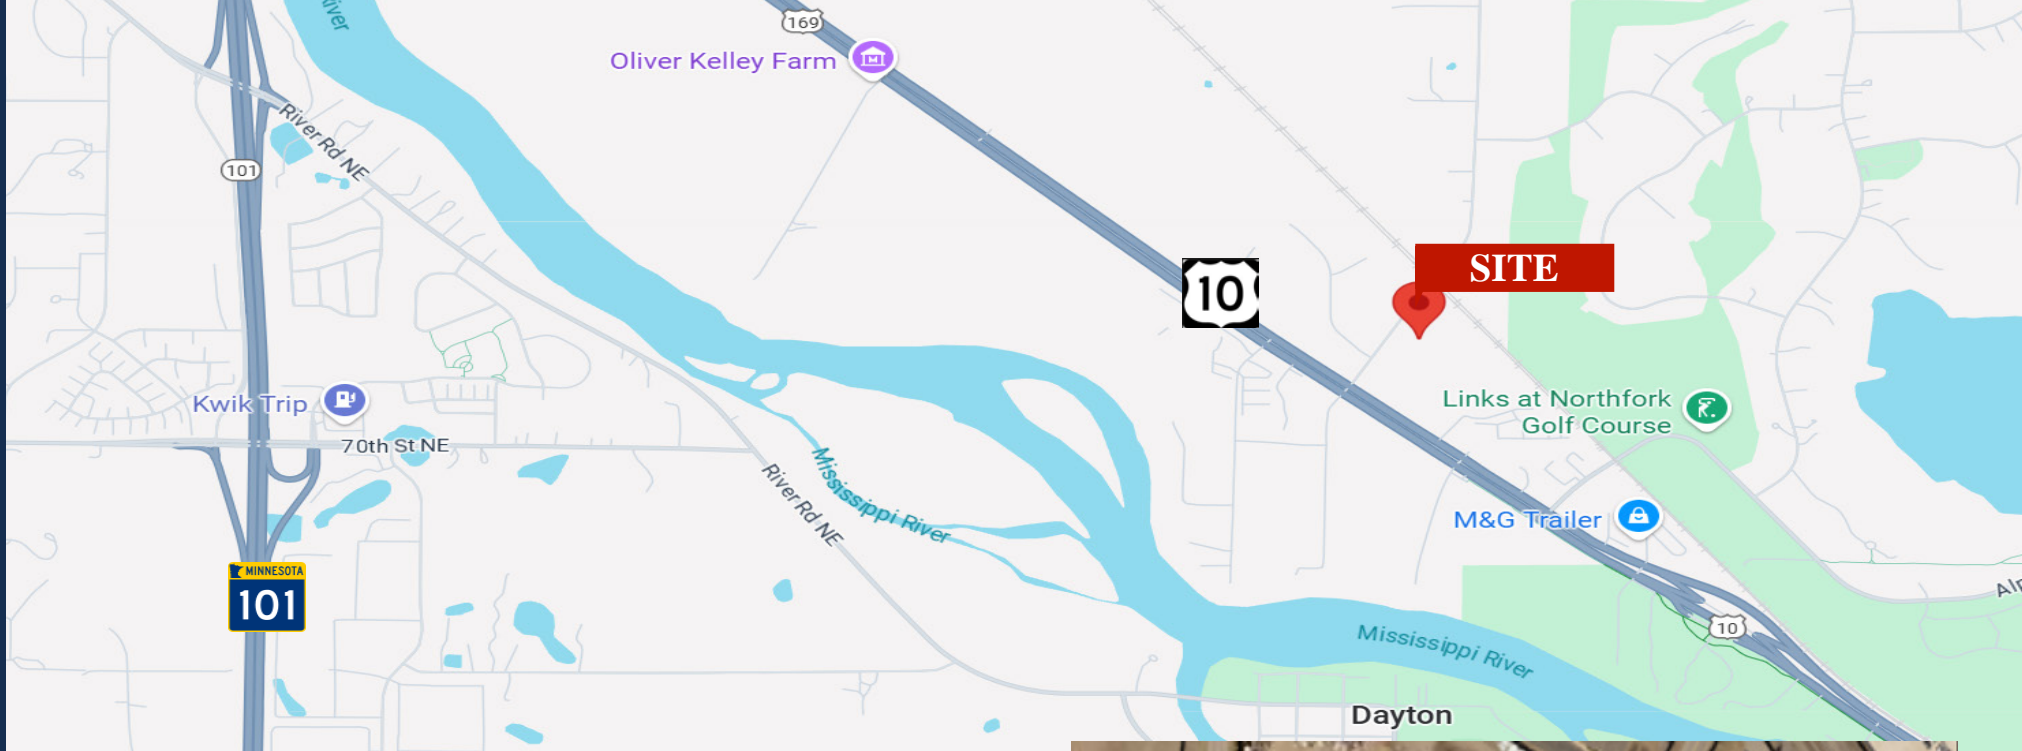 River
169
Oliver Kelley Farm
River Rd NE
101
SITE
10
Links at Northfork
Golf Course
Kwik Trip
70th St NE
Mississippi River
River Rd NE
M&G Trailer
MINNESOTA
101
10
Mississippi River
Dayton